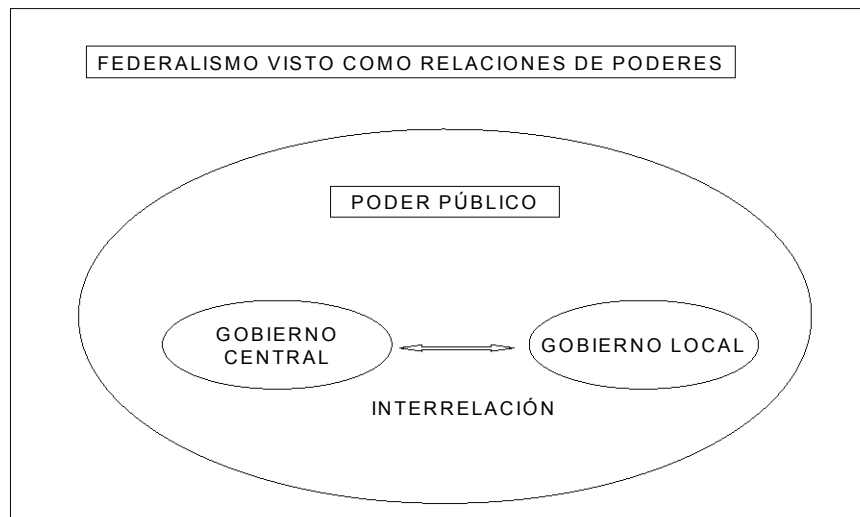 FEDERALISMO VISTO COMO RELACIONES DE PODERES
PODER PÚBLICO
GOBIERNO
CENTRAL
GOBIERNO LOCAL
INTERRELACIÓN